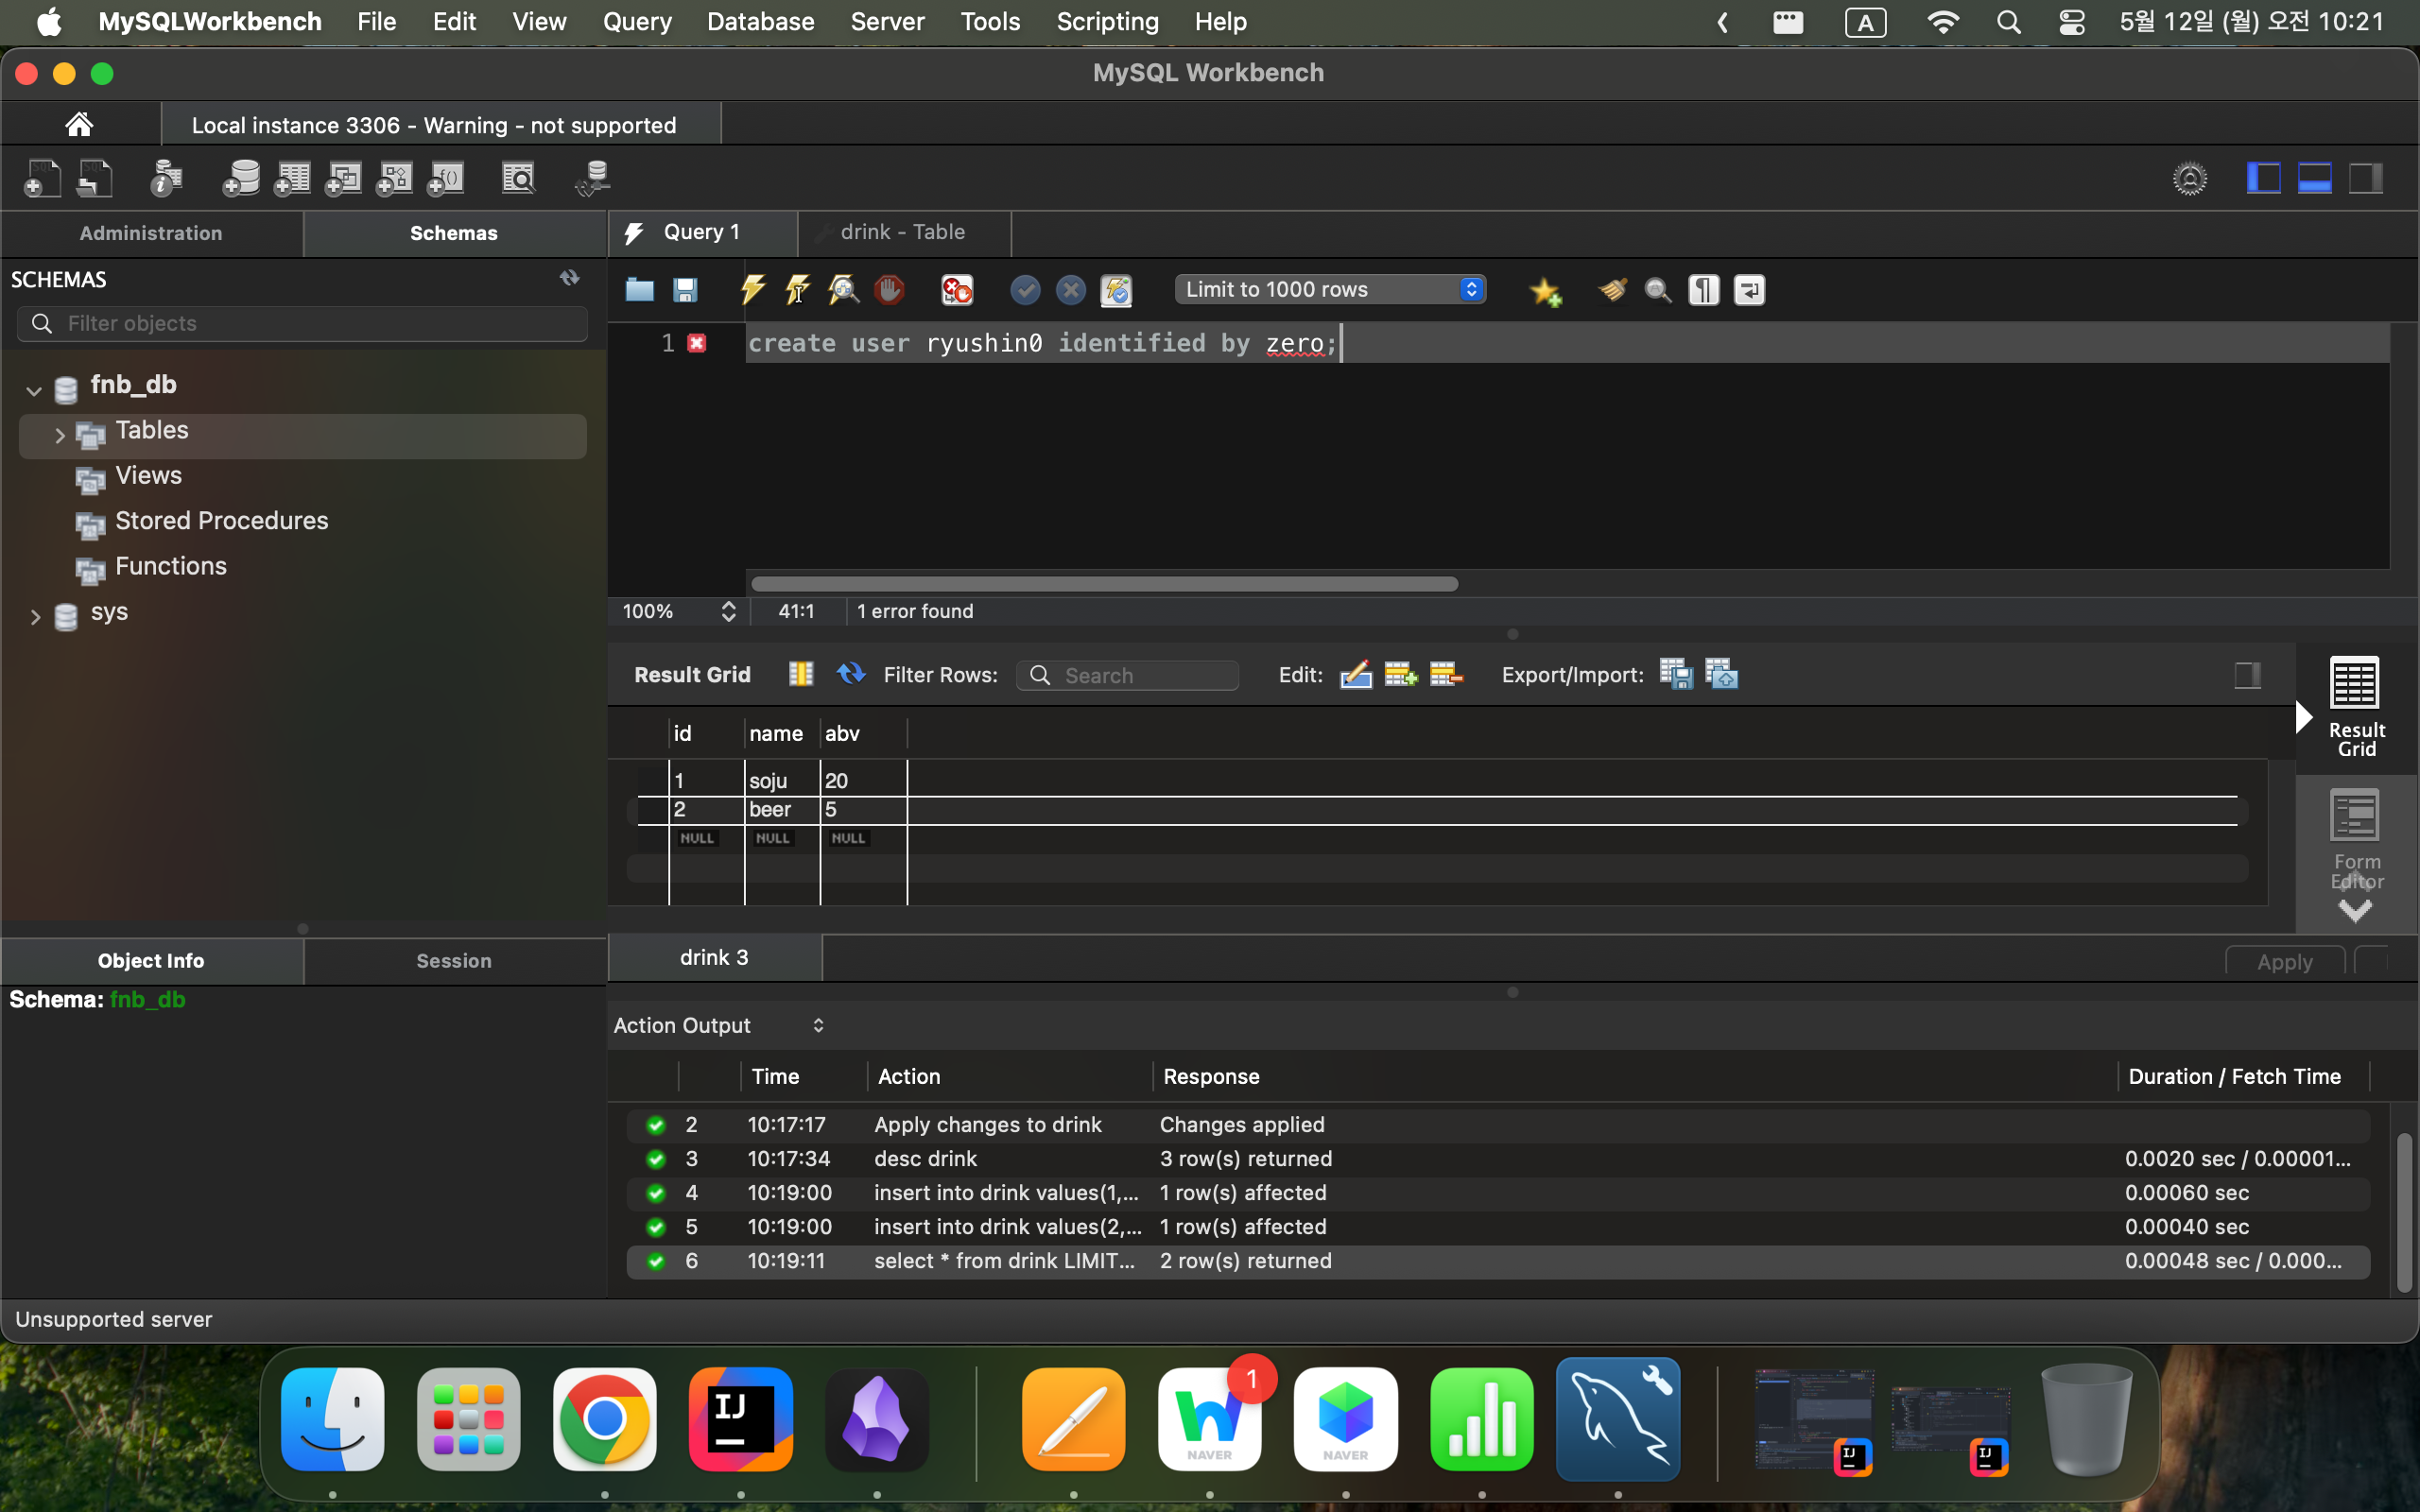 MySQLWorkbench File Edit View Query Database Server Tools Scripting Help A 5월 12일 (월) 오전 10:21
MySQL Workbench
Local instance 3306 - Warning - not supported
Administration Schemas Query 1 drink - Table
SCHEMAS
Filter objects
Limit to 1000 rows
1 create user ryushin0 identified by zero;
fnb_db
Tables
Views
Stored Procedures
Functions
sys
100% 41:1 1 error found
Result Grid Filter Rows: Search Edit: Export/Import:
id name abv
1 soju 20
2 beer 5
NULL NULL NULL
Result
Grid
Form
Editor
drink 3 Apply
Object Info Session
Schema: fnb_db
Action Output
Time Action Response Duration / Fetch Time
2 10:17:17 Apply changes to drink Changes applied
3 10:17:34 desc drink 3 row(s) returned 0.0020 sec / 0.00001...
4 10:19:00 insert into drink values(1,... 1 row(s) affected 0.00060 sec
5 10:19:00 insert into drink values(2,... 1 row(s) affected 0.00040 sec
6 10:19:11 select * from drink LIMIT... 2 row(s) returned 0.00048 sec / 0.000...
Unsupported server
1
IJ
NAVER
NAVER
IJ
IJ